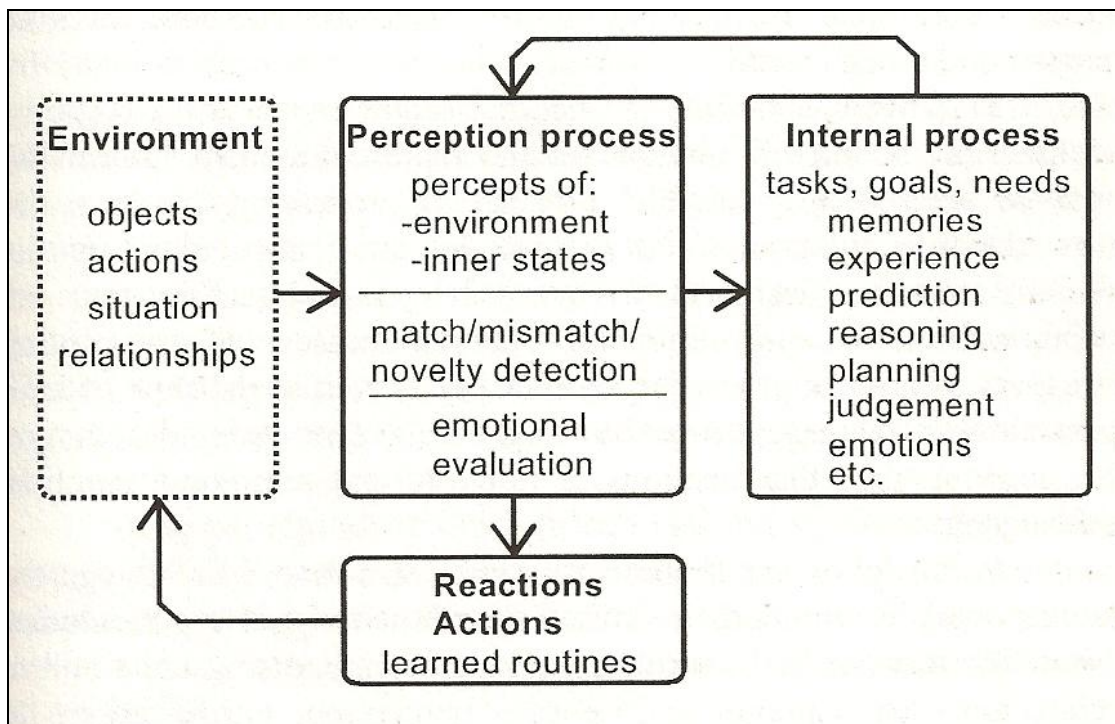 Environment
objects
actions
situation
relationships
Perception process
percepts of:
-environment
-inner states
match/mismatch/
novelty detection
emotional
evaluation
Internal process
tasks, goals, needs
memories
experience
prediction
reasoning
planning
judgement
emotions
etc.
Reactions
Actions
learned routines